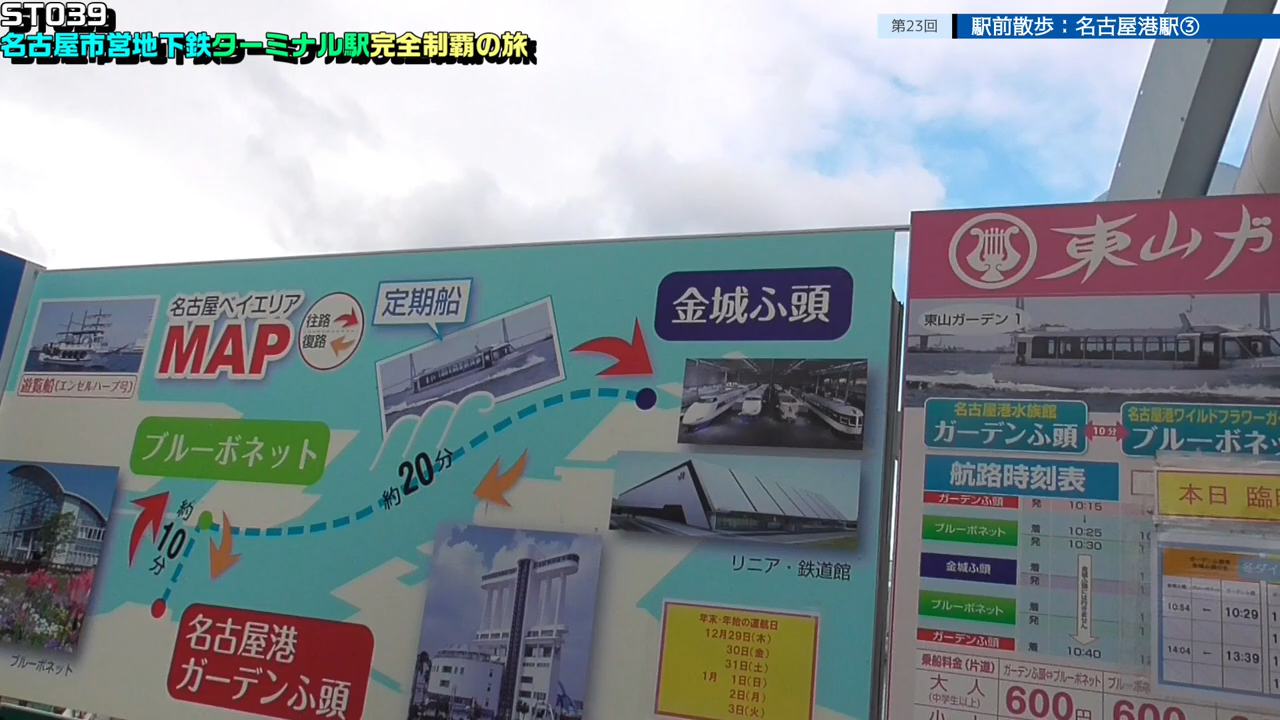 ST039
名古屋市営地下鉄ターミナル駅完全制覇の旅
第23回
駅前散歩：名古屋港駅③
遊覧船(エンゼルハープ号)
名古屋ベイエリア
MAP
往路
復路
定期船
金城ふ頭
ブルーボネット
約20分
約10分
名古屋港
ガーデンふ頭
ブルーボネット
リニア・鉄道館
年末・年始の運航日
12月29日(木)
30日(金)
31日(土)
1月 1日(日)
2日(月)
3日(火)
東山ガ
東山ガーデン1
名古屋港水族館
ガーデンふ頭
10分
名古屋港ワイルドフラワーガ
ブルーボネッ
航路時刻表
本日 臨
ガーデンふ頭 発 10:15
↓
ブルーボネット 着 10:25
発 10:30
金城ふ頭 着
発
ブルーボネット 着
発
ガーデンふ頭 着 10:40
10:54 ← 10:29
14:04 ← 13:39
乗船料金(片道)
ガーデンふ頭⇔ブルーボネット
大人
(中学生以上)
600円
600